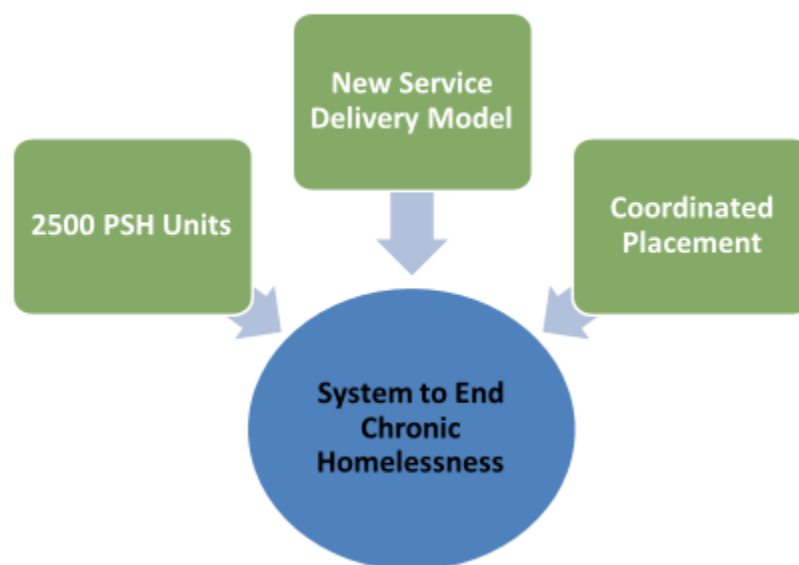 New Service
Delivery Model
2500 PSH Units
Coordinated
Placement
System to End
Chronic
Homelessness